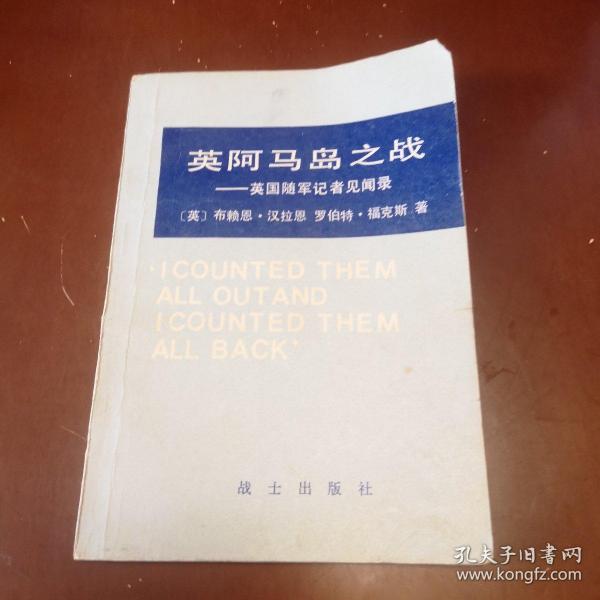 英阿马岛之战
——英国随军记者见闻录
〔英〕布赖恩·汉拉恩 罗伯特·福克斯 著
‘I COUNTED THEM
ALL OUT AND
I COUNTED THEM
ALL BACK’
战士出版社
孔夫子旧书网
www.kongfz.com